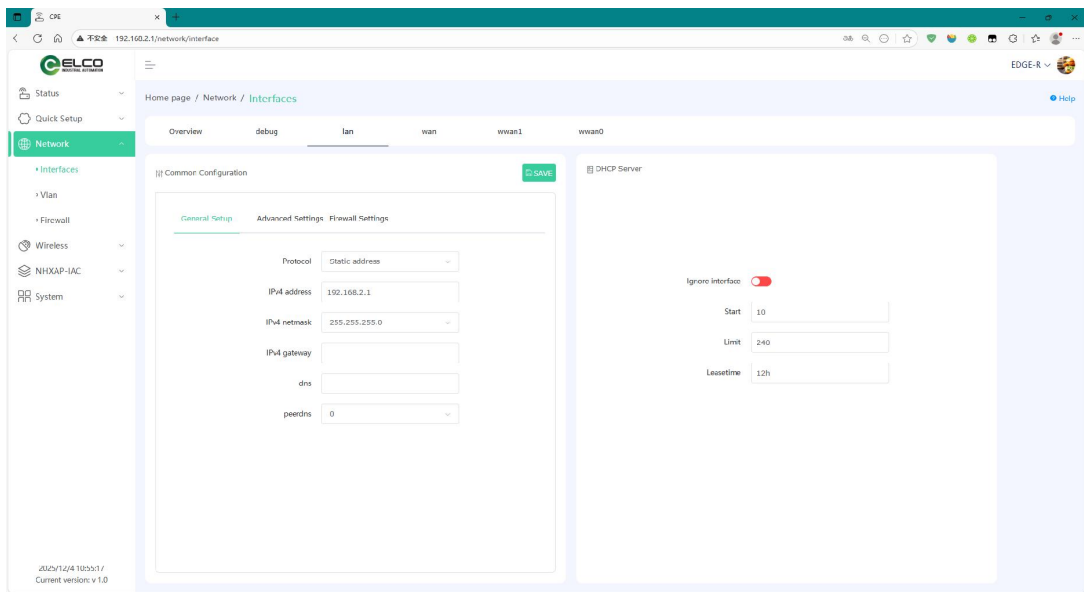 CPE
不安全 192.168.2.1/network/interface
ELCO
INDUSTRIAL AUTOMATION
EDGE-R
Status
Quick Setup
Network
Interfaces
Vlan
Firewall
Wireless
NHXAP-IAC
System
2025/12/4 10:55:17
Current version: v 1.0
Home page / Network / Interfaces
Help
Overview debug lan wan wwan1 wwan0
Common Configuration
SAVE
General Setup Advanced Settings Firewall Settings
Protocol Static address
IPv4 address 192.168.2.1
IPv4 netmask 255.255.255.0
IPv4 gateway
dns
peerdns 0
DHCP Server
Ignore interface
Start 10
Limit 240
Leasetime 12h